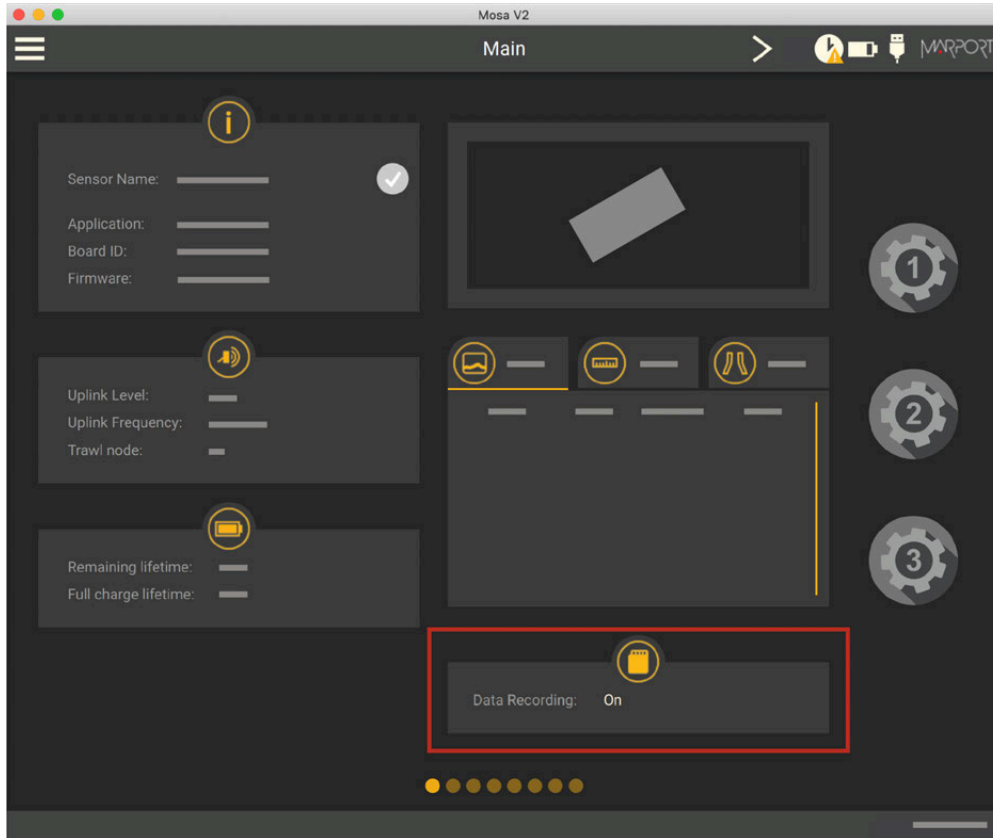 Mosa V2
Main
MARPORT
i
Sensor Name:
Application:
Board ID:
Firmware:
1
Uplink Level:
Uplink Frequency:
Trawl node:
2
Remaining lifetime:
Full charge lifetime:
3
Data Recording: On